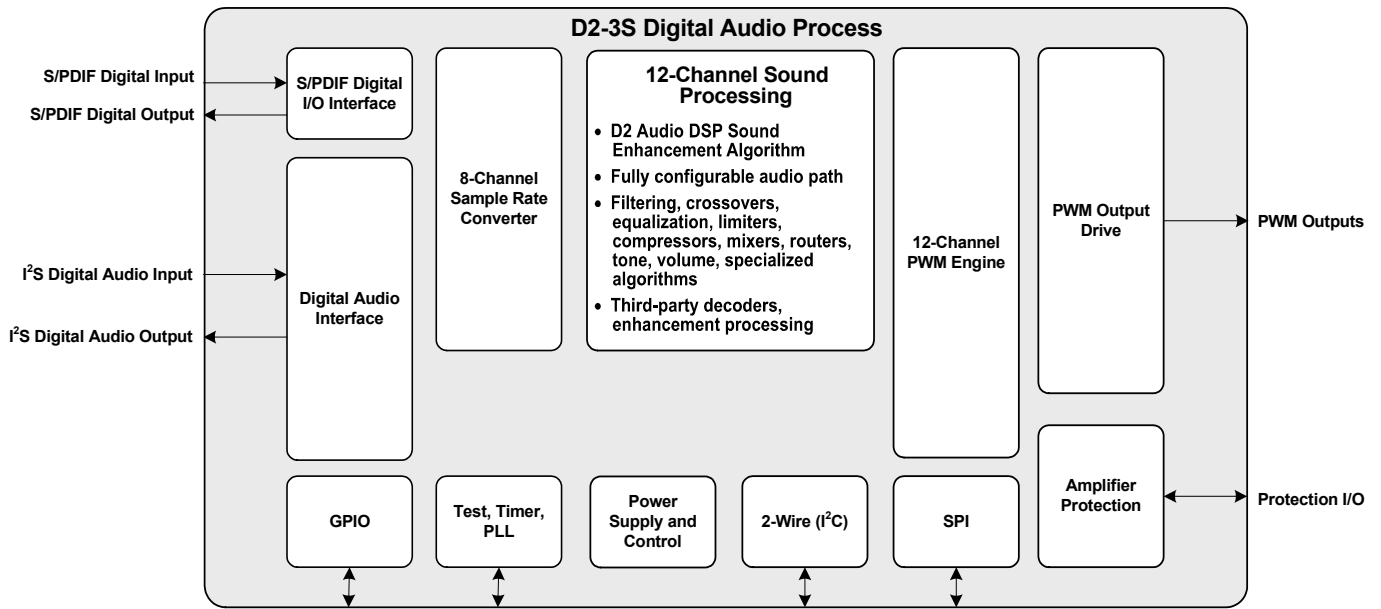 D2-3S Digital Audio Process
S/PDIF Digital Input
S/PDIF Digital Output
S/PDIF Digital
I/O Interface
I²S Digital Audio Input
I²S Digital Audio Output
Digital Audio
Interface
8-Channel
Sample Rate
Converter
12-Channel Sound
Processing
• D2 Audio DSP Sound
Enhancement Algorithm
• Fully configurable audio path
• Filtering, crossovers,
equalization, limiters,
compressors, mixers, routers,
tone, volume, specialized
algorithms
• Third-party decoders,
enhancement processing
12-Channel
PWM Engine
PWM Output
Drive
PWM Outputs
GPIO
Test, Timer,
PLL
Power
Supply and
Control
2-Wire (I²C)
SPI
Amplifier
Protection
Protection I/O